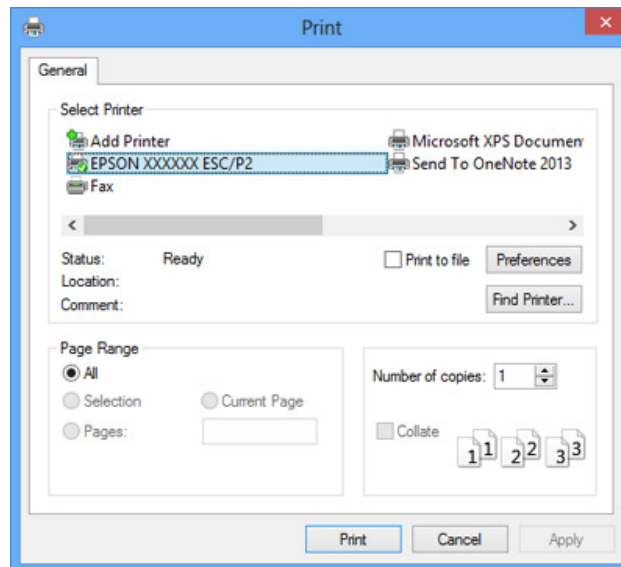 Print
General
Select Printer
Add Printer
Microsoft XPS Documen
EPSON XXXXXX ESC/P2
Send To OneNote 2013
Fax
Status: Ready
Print to file
Preferences
Location:
Comment:
Find Printer...
Page Range
All
Number of copies: 1
Selection
Current Page
Pages:
Collate
1 1 2 2 3 3
Print
Cancel
Apply